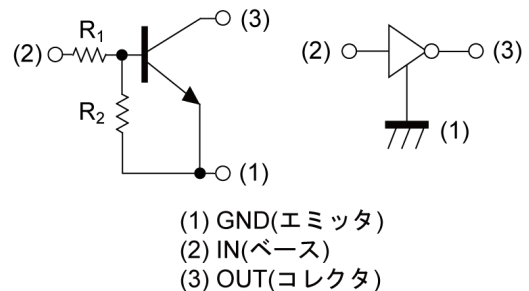 (3)
R1
(2)
R2
(1)
(2)
(3)
(1)
(1) GND(エミッタ)
(2) IN(ベース)
(3) OUT(コレクタ)